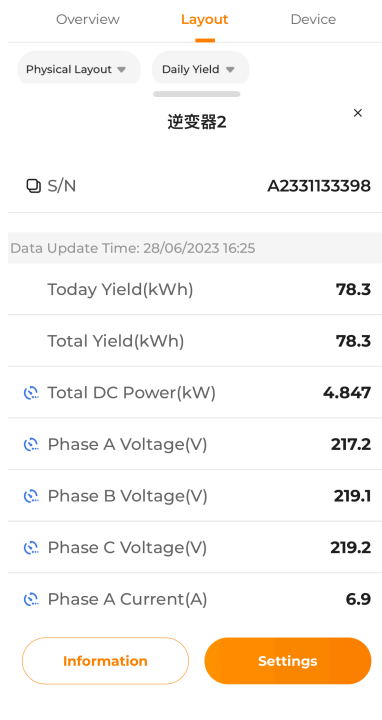 Overview Layout Device
Physical Layout Daily Yield
逆变器2
S/N A2331133398
Data Update Time: 28/06/2023 16:25
Today Yield(kWh) 78.3
Total Yield(kWh) 78.3
Total DC Power(kW) 4.847
Phase A Voltage(V) 217.2
Phase B Voltage(V) 219.1
Phase C Voltage(V) 219.2
Phase A Current(A) 6.9
Information Settings